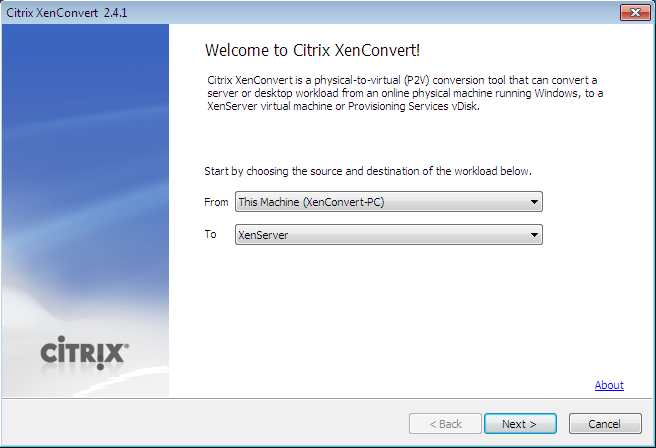 Citrix XenConvert 2.4.1
Welcome to Citrix XenConvert!
Citrix XenConvert is a physical-to-virtual (P2V) conversion tool that can convert a
server or desktop workload from an online physical machine running Windows, to a
XenServer virtual machine or Provisioning Services vDisk.
Start by choosing the source and destination of the workload below.
From This Machine (XenConvert-PC)
To XenServer
CİTRIX®
About
< Back Next > Cancel